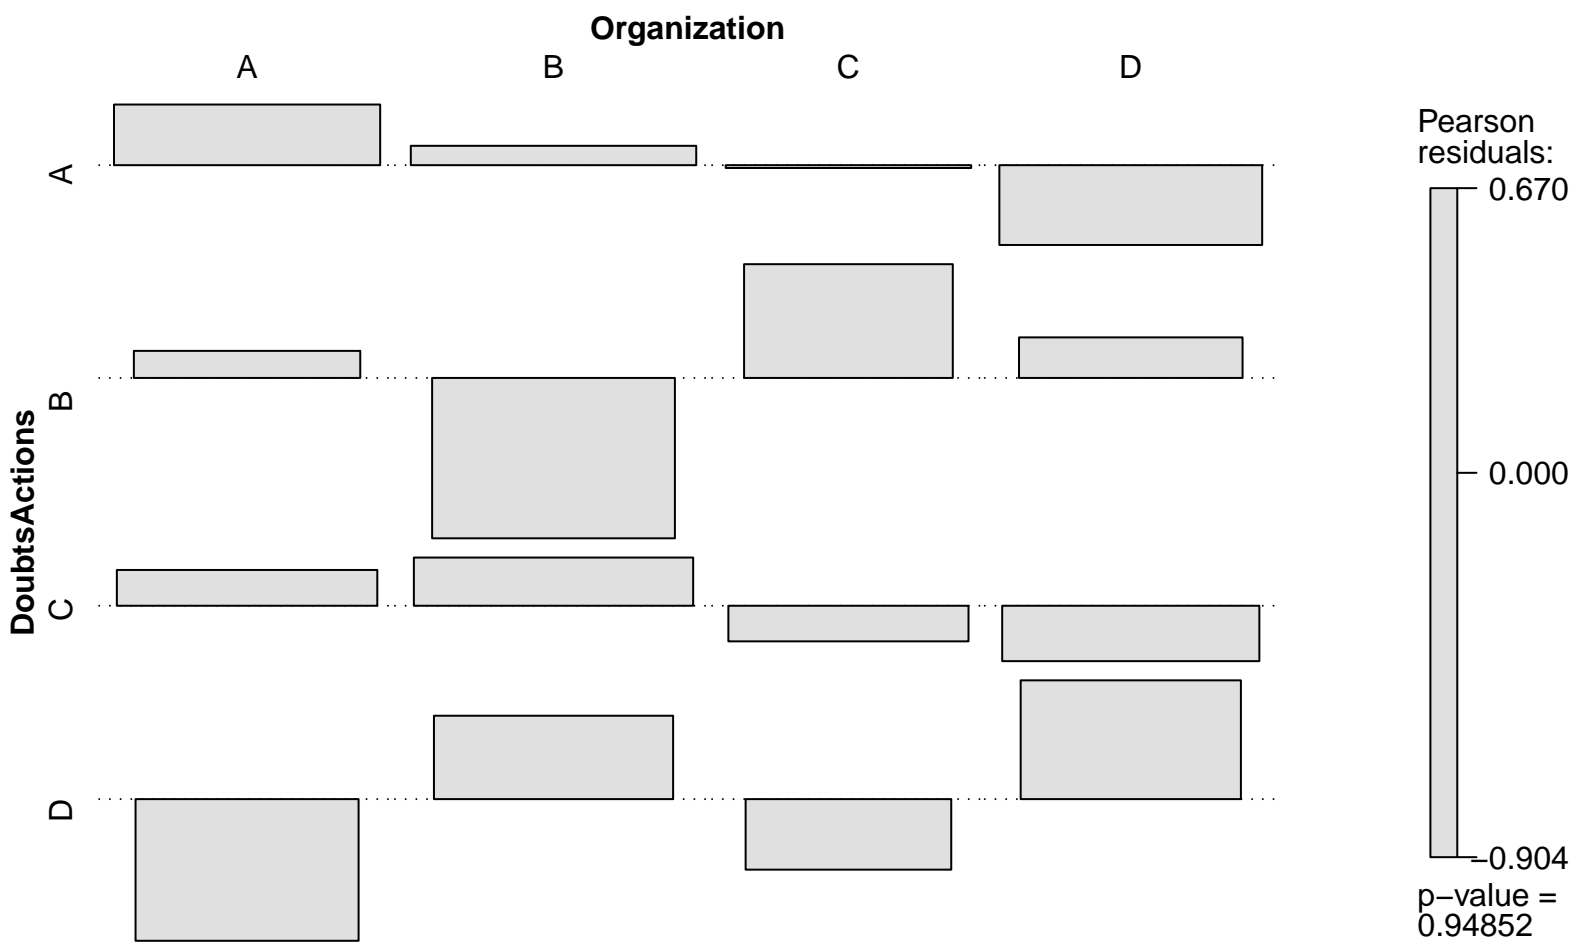 Organization
A B C D
DoubtsActions
A
B
C
D
Pearson
residuals:
0.670
0.000
−0.904
p−value =
0.94852